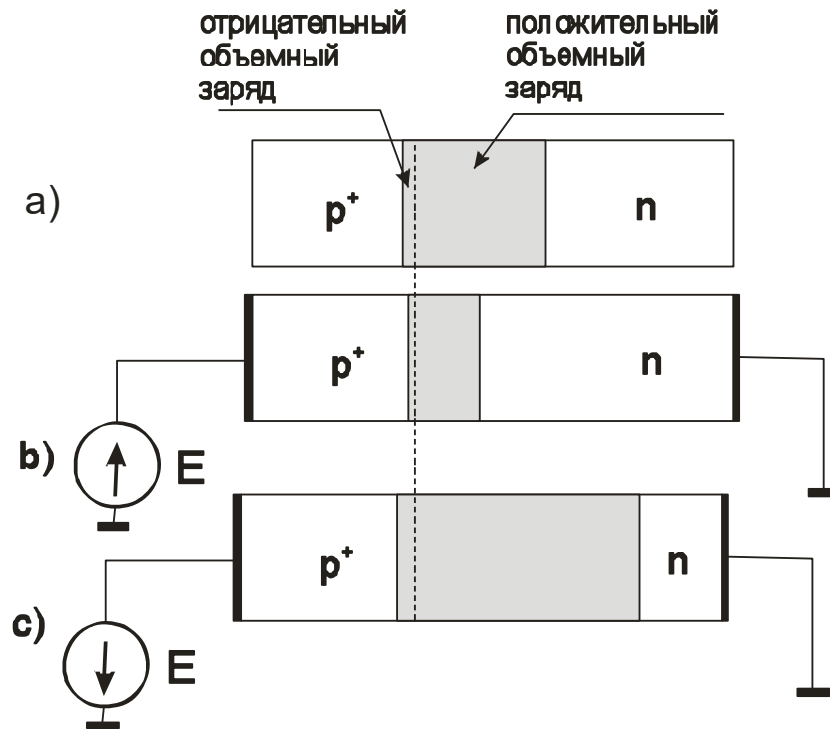 отрицательный
объемный
заряд
положительный
объемный
заряд
a)
p+
n
p+
n
b)
E
p+
n
c)
E